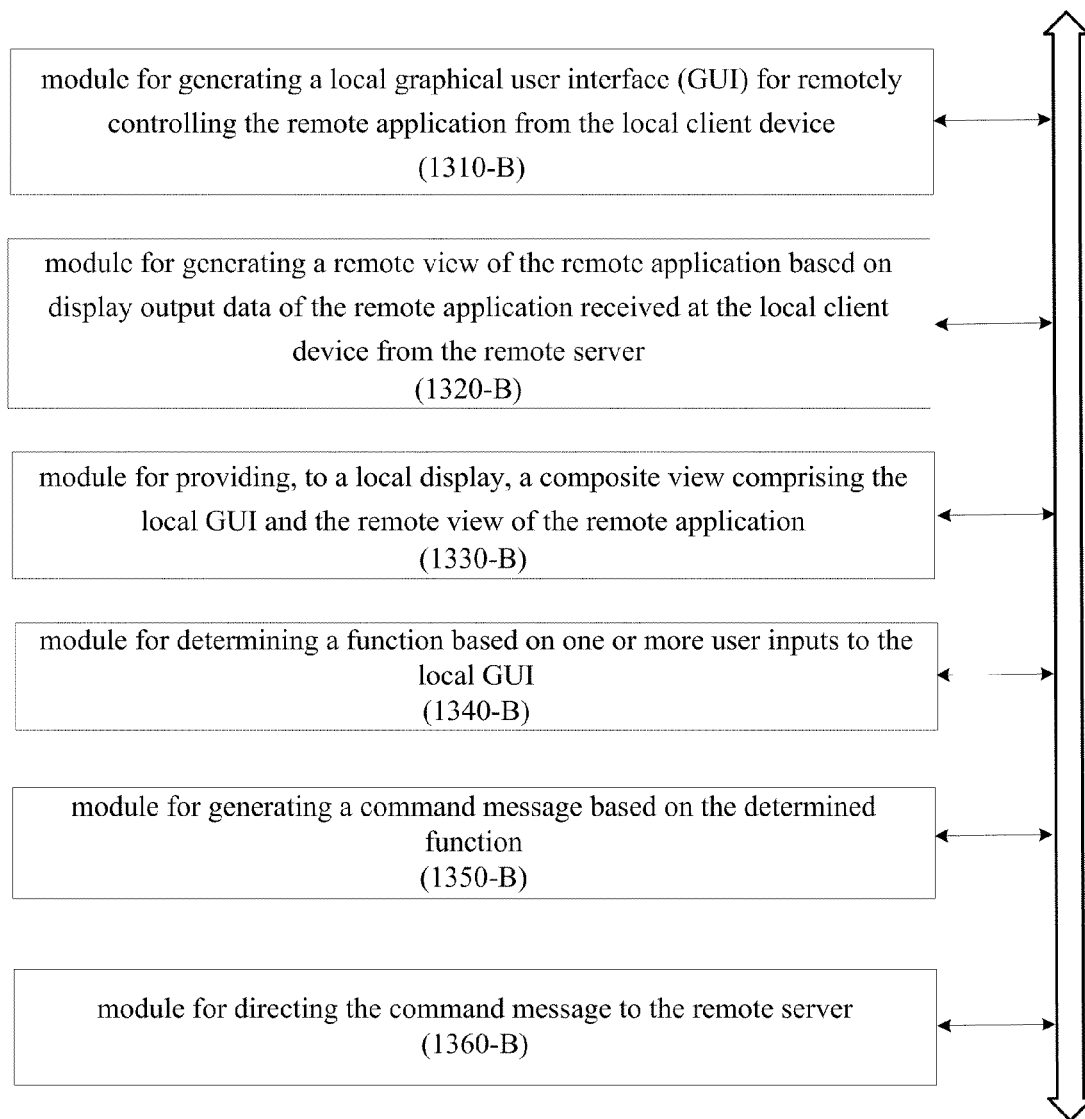 module for generating a local graphical user interface (GUI) for remotely
controlling the remote application from the local client device
(1310-B)
module for generating a remote view of the remote application based on
display output data of the remote application received at the local client
device from the remote server
(1320-B)
module for providing, to a local display, a composite view comprising the
local GUI and the remote view of the remote application
(1330-B)
module for determining a function based on one or more user inputs to the
local GUI
(1340-B)
module for generating a command message based on the determined
function
(1350-B)
module for directing the command message to the remote server
(1360-B)